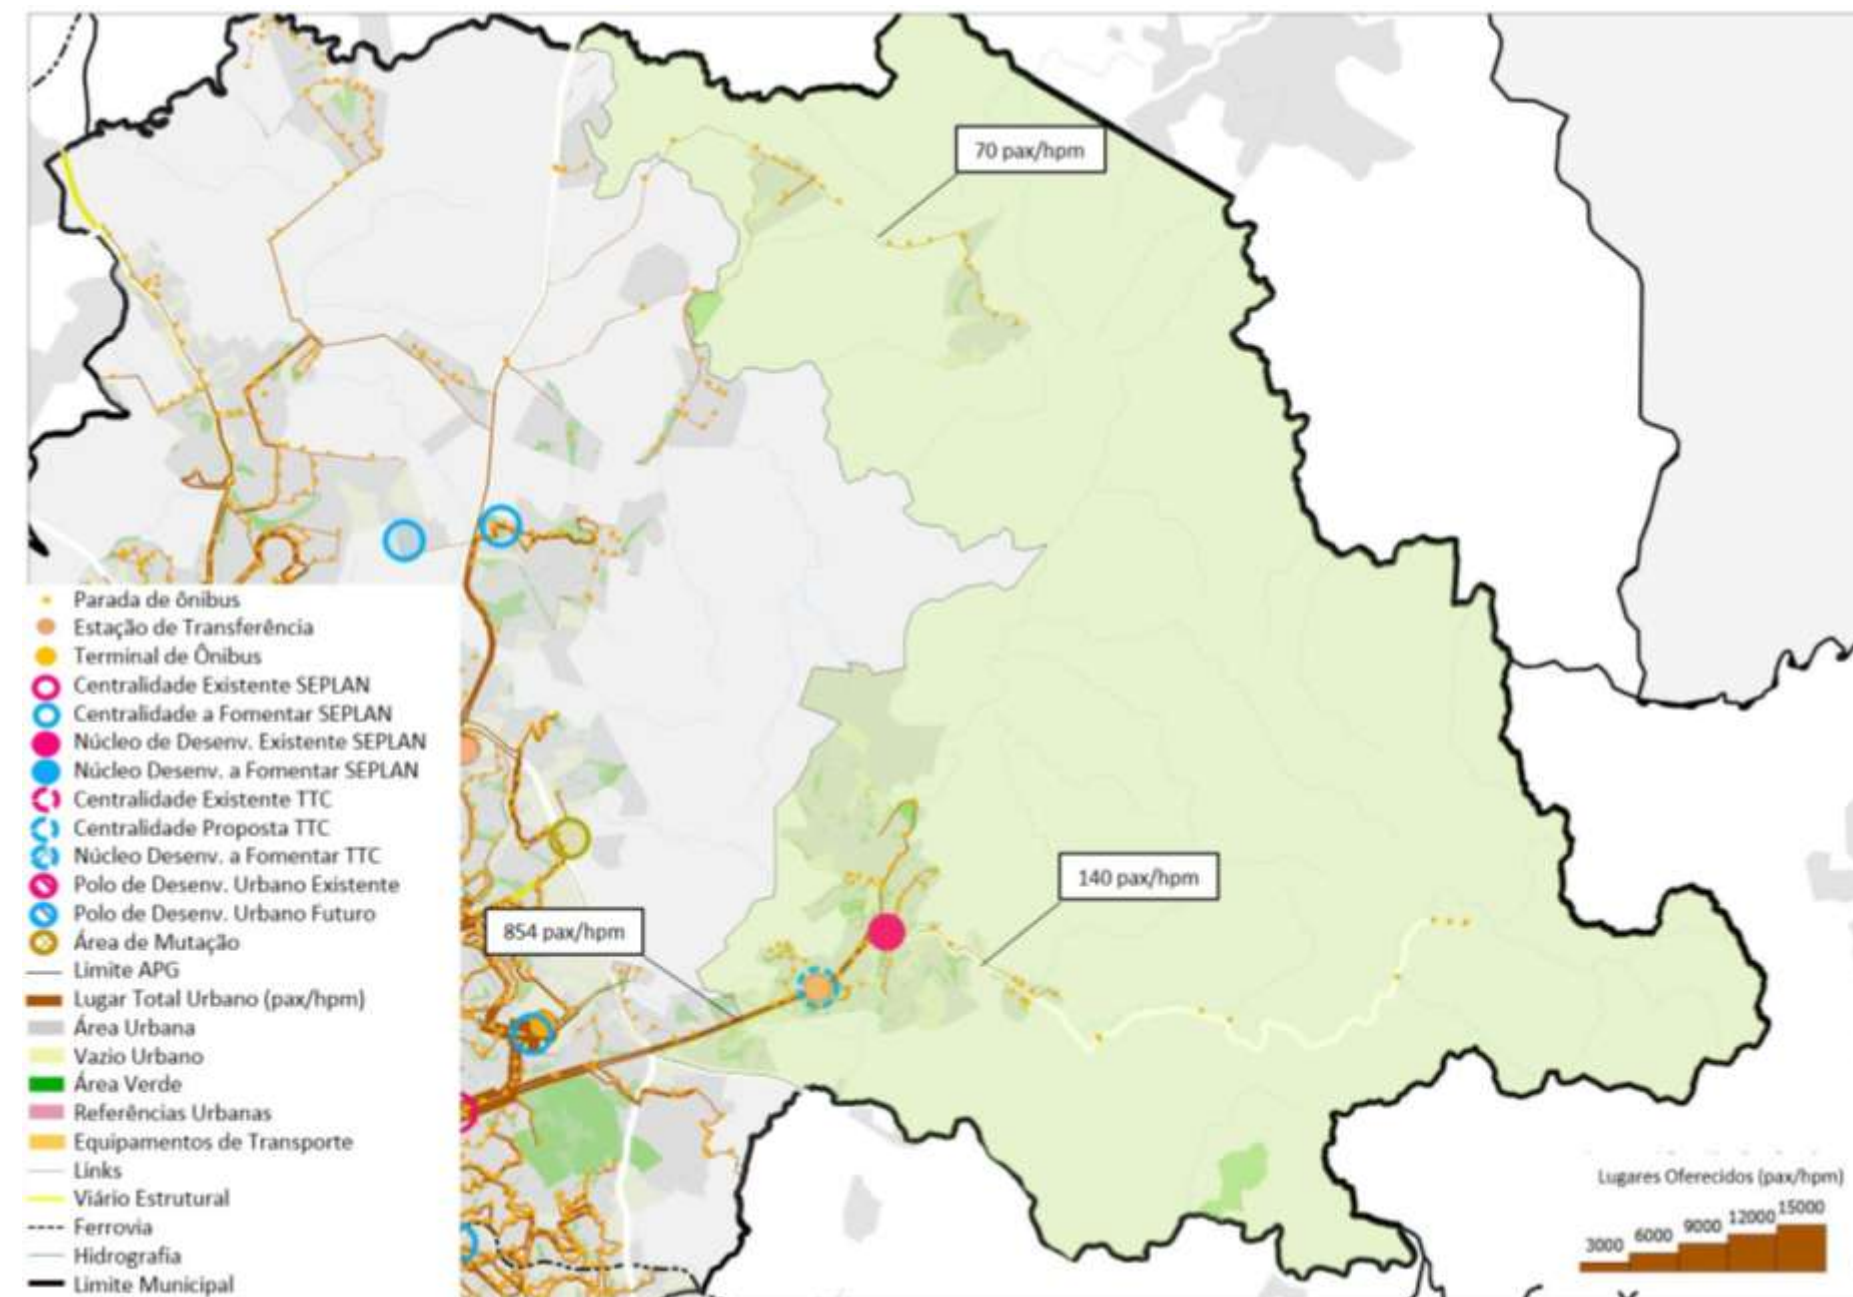 70 pax/hpm
Parada de ônibus
Estação de Transferência
Terminal de Ônibus
Centralidade Existente SEPLAN
Centralidade a Fomentar SEPLAN
Núcleo de Desenv. Existente SEPLAN
Núcleo Desenv. a Fomentar SEPLAN
Centralidade Existente TTC
Centralidade Proposta TTC
Núcleo Desenv. a Fomentar TTC
Polo de Desenv. Urbano Existente
Polo de Desenv. Urbano Futuro
Área de Mutação
Limite APG
Lugar Total Urbano (pax/hpm)
Área Urbana
Vazio Urbano
Área Verde
Referências Urbanas
Equipamentos de Transporte
Links
Viário Estrutural
Ferrovia
Hidrografia
Limite Municipal
140 pax/hpm
854 pax/hpm
Lugares Oferecidos (pax/hpm)
3000 6000 9000 12000 15000